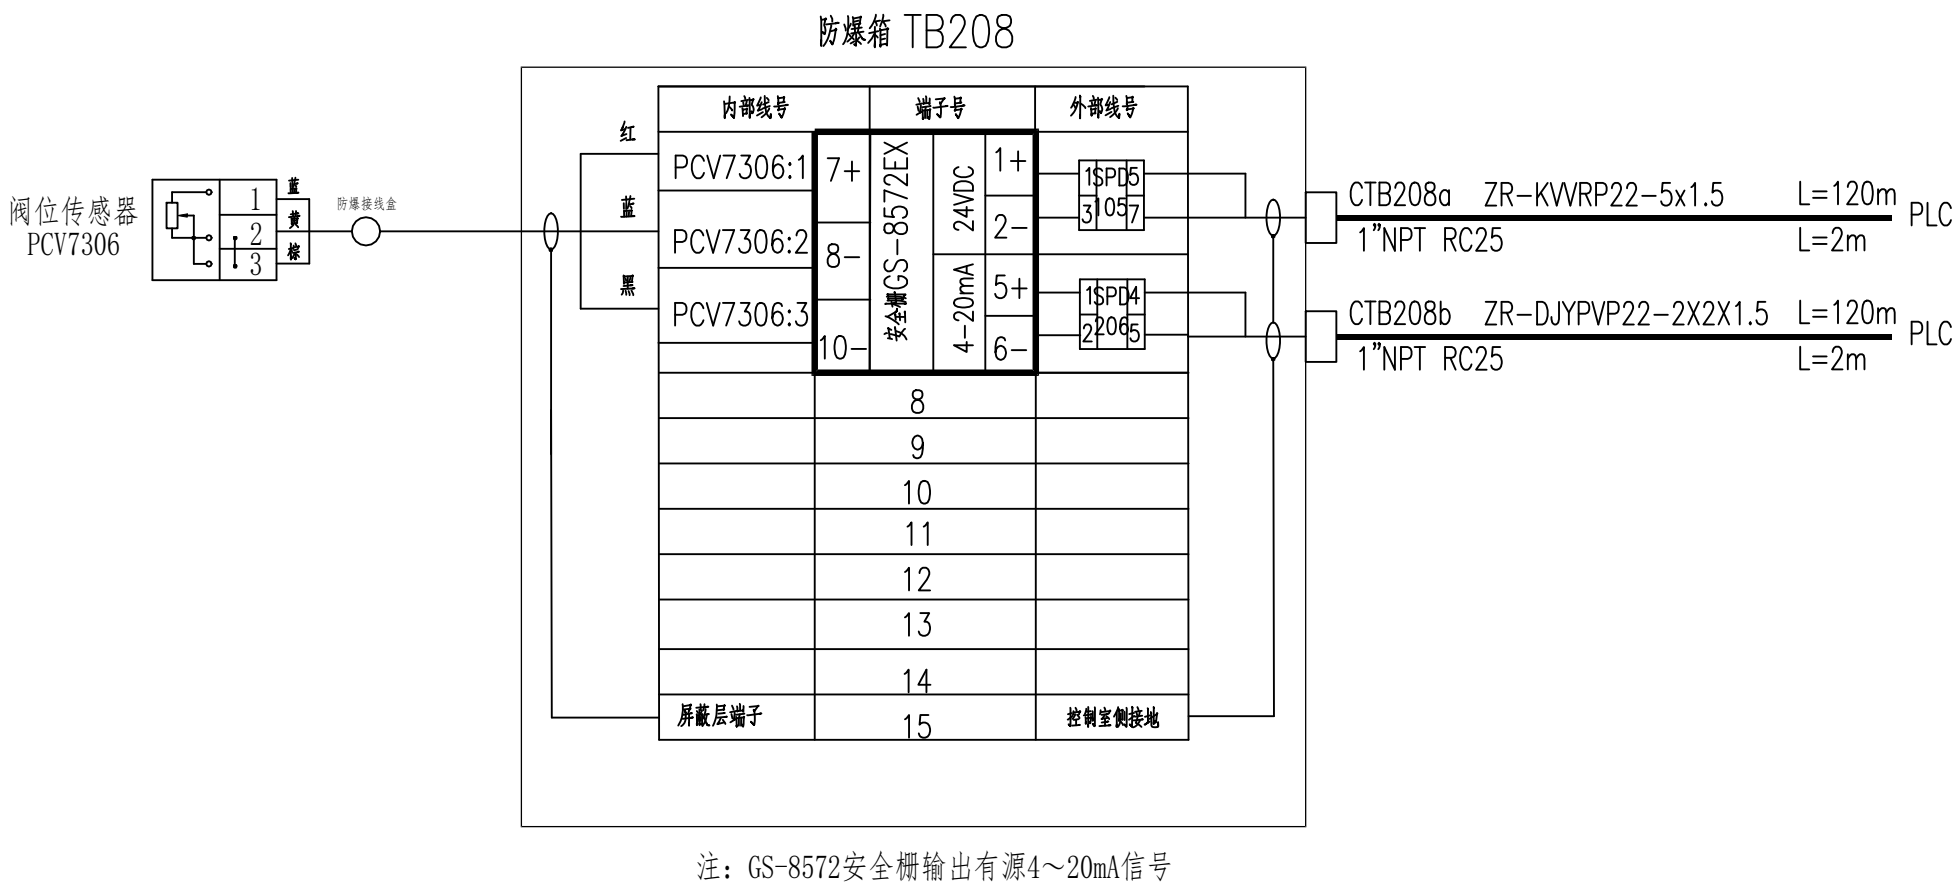 防爆箱 TB208
内部线号 端子号 外部线号
红
PCV7306:1 7+ 1+
蓝
PCV7306:2 8- 2-
黑
PCV7306:3 10- 5+
6-
安全栅GS-8572EX
24VDC
4-20mA
1SPD5
3 105 7
1SPD4
2 206 5
阀位传感器
PCV7306
1 蓝
2 黄
3 棕
防爆接线盒
CTB208a ZR-KVVRP22-5x1.5 L=120m
1"NPT RC25 L=2m
PLC
CTB208b ZR-DJYPVP22-2X2X1.5 L=120m
1"NPT RC25 L=2m
PLC
8
9
10
11
12
13
14
屏蔽层端子 15 控制室侧接地
注: GS-8572安全栅输出有源4～20mA信号